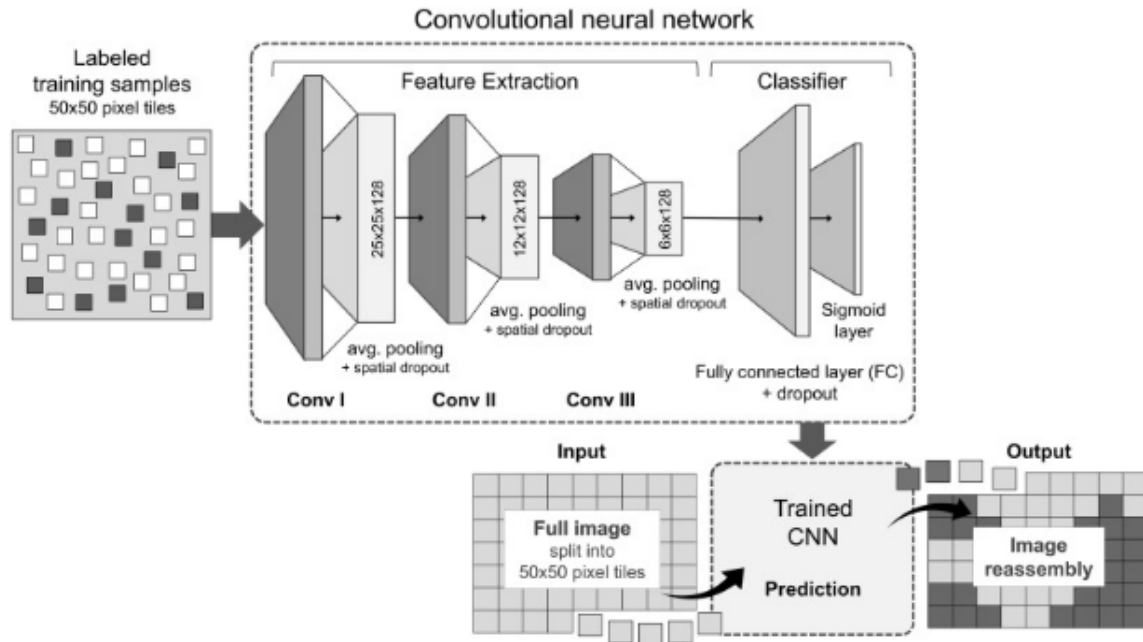 Convolutional neural network
Labeled
training samples
50x50 pixel tiles
Feature Extraction
Classifier
25x25x128
12x12x128
6x6x128
avg. pooling
+ spatial dropout
avg. pooling
+ spatial dropout
avg. pooling
+ spatial dropout
Sigmoid
layer
Fully connected layer (FC)
+ dropout
Conv I
Conv II
Conv III
Input
Output
Full image
split into
50x50 pixel tiles
Trained
CNN
Prediction
Image
reassembly